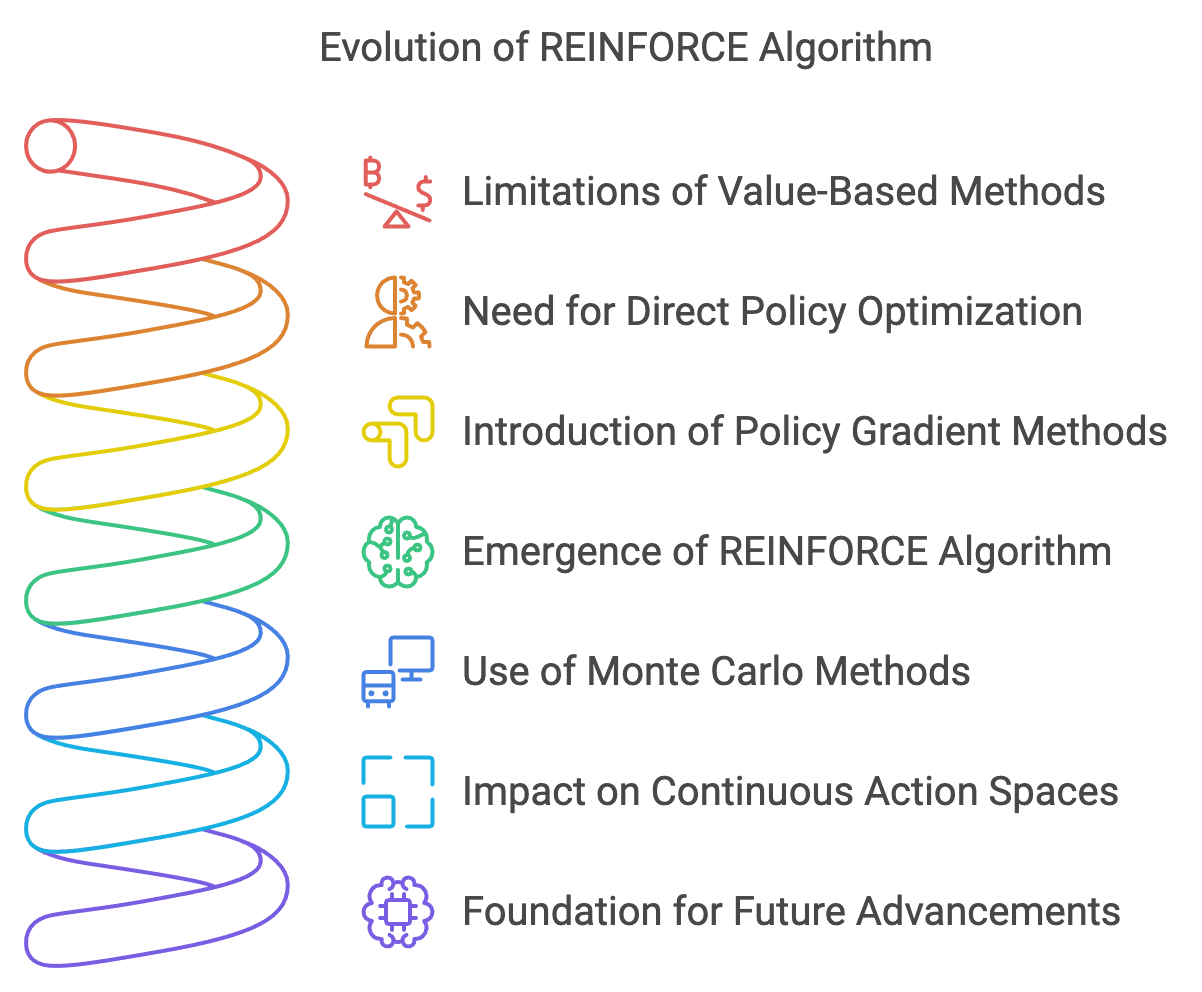 Evolution of REINFORCE Algorithm
Limitations of Value-Based Methods
Need for Direct Policy Optimization
Introduction of Policy Gradient Methods
Emergence of REINFORCE Algorithm
Use of Monte Carlo Methods
Impact on Continuous Action Spaces
Foundation for Future Advancements